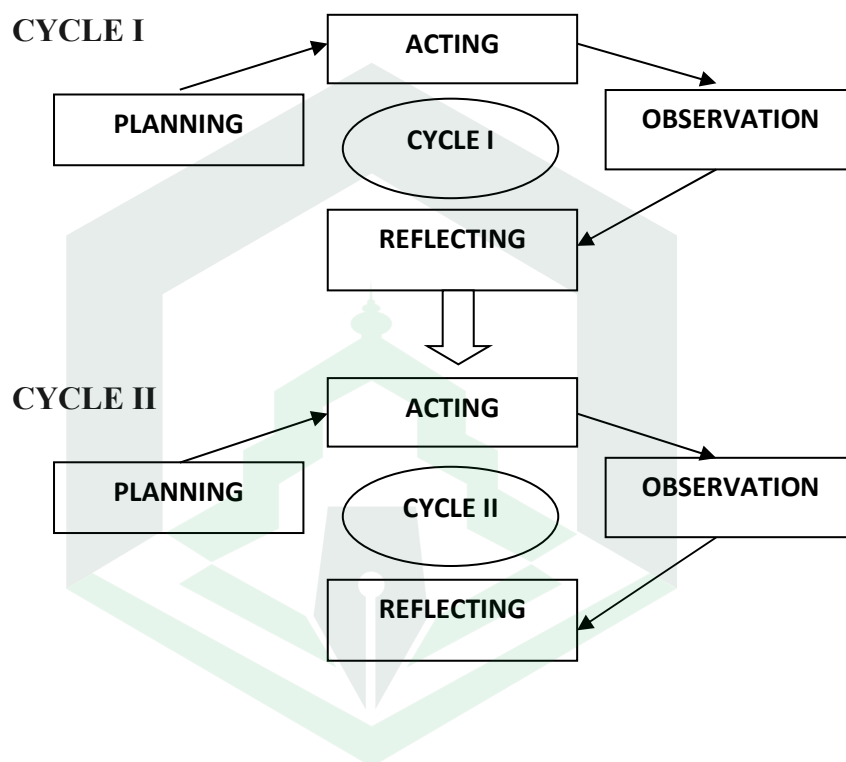 CYCLE I
ACTING
PLANNING
OBSERVATION
CYCLE I
REFLECTING
CYCLE II
ACTING
PLANNING
OBSERVATION
CYCLE II
REFLECTING